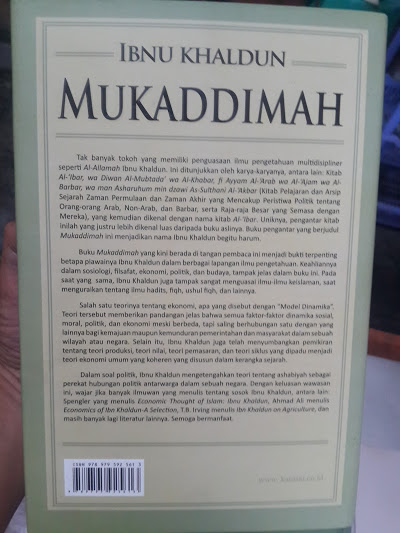 IBNU KHALDUN
MUKADDIMAH
Tak banyak tokoh yang memiliki penguasaan ilmu pengetahuan multidisipliner
seperti Al-Allamah Ibnu Khaldun. Ini ditunjukkan oleh karya-karyanya, antara lain: Kitab
Al-'Ibar, wa Diwan Al-Mubtada' wa Al-Khabar, fi Ayyam Al-'Arab wa Al-'Ajam wa Al-
Barbar, wa man Asharuhum min dzawi As-Sulthani Al-'Akbar (Kitab Pelajaran dan Arsip
Sejarah Zaman Permulaan dan Zaman Akhir yang Mencakup Peristiwa Politik tentang
Orang-orang Arab, Non-Arab, dan Barbar, serta Raja-raja Besar yang Semasa dengan
Mereka), yang kemudian dikenal dengan nama kitab Al-'Ibar. Uniknya, pengantar kitab
inilah yang justru lebih dikenal luas daripada buku aslinya. Buku pengantar yang berjudul
Mukaddimah ini menjadikan nama Ibnu Khaldun begitu harum.
Buku Mukaddimah yang kini berada di tangan pembaca ini menjadi bukti terpenting
betapa piawainya Ibnu Khaldun dalam berbagai lapangan ilmu pengetahuan. Keahliannya
dalam sosiologi, filsafat, ekonomi, politik, dan budaya, tampak jelas dalam buku ini. Pada
saat yang sama, Ibnu Khaldun juga tampak sangat menguasai ilmu-ilmu keislaman, saat
menguraikan tentang ilmu hadits, fiqh, ushul fiqh, dan lainnya.
Salah satu teorinya tentang ekonomi, apa yang disebut dengan "Model Dinamika".
Teori tersebut memberikan pandangan jelas bahwa semua faktor-faktor dinamika sosial,
moral, politik, dan ekonomi meski berbeda, tapi saling berhubungan satu dengan yang
lainnya bagi kemajuan maupun kemunduran pemerintahan dan masyarakat dalam sebuah
wilayah atau negara. Selain itu, Ibnu Khaldun juga telah menyumbangkan pemikiran
tentang teori produksi, teori nilai, teori pemasaran, dan teori siklus yang dipadu menjadi
teori ekonomi umum yang koheren yang disusun dalam kerangka sejarah.
Dalam soal politik, Ibnu Khaldun mengetengahkan teori tentang ashabiyah sebagai
perekat hubungan politik antarwarga dalam sebuah negara. Dengan keluasan wawasan
ini, wajar jika banyak ilmuwan yang menulis tentang sosok Ibnu Khaldun, antara lain:
Spengler yang menulis Economic Thought of Islam: Ibnu Khaldun, Ahmad Ali menulis
Economics of Ibn Khaldun-A Selection, T.B. Irving menulis Ibn Khaldun on Agriculture, dan
masih banyak lagi literatur lainnya. Semoga bermanfaat.